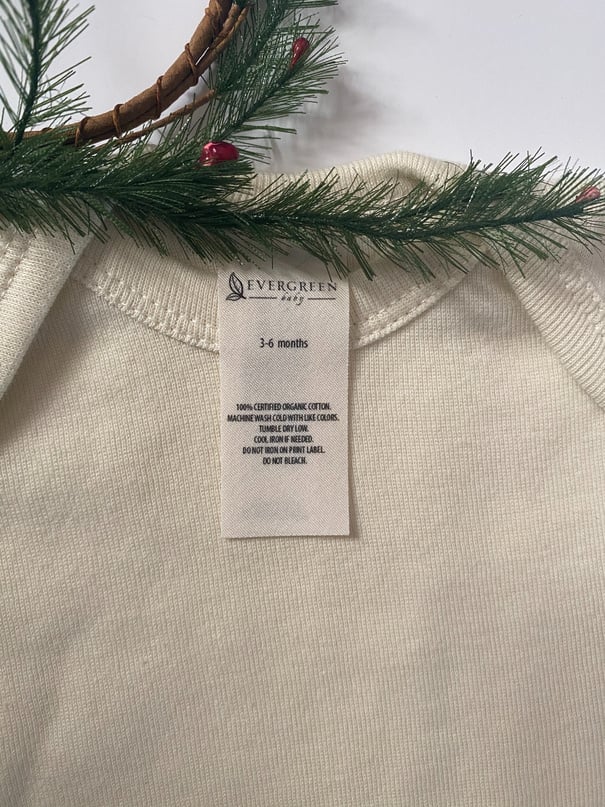 EVERGREEN
baby
3-6 months
100% CERTIFIED ORGANIC COTTON.
MACHINE WASH COLD WITH LIKE COLORS.
TUMBLE DRY LOW.
COOL IRON IF NEEDED.
DO NOT IRON ON PRINT LABEL.
DO NOT BLEACH.